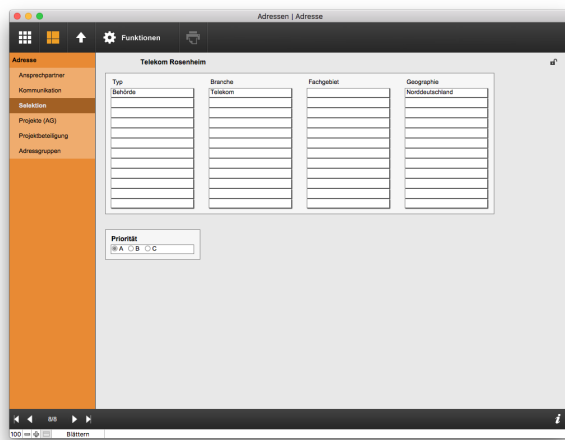 Adressen | Adresse
Funktionen
Adresse
Telekom Rosenheim
Ansprechpartner
Kommunikation
Selektion
Projekte (AG)
Projektbeteiligung
Adressgruppen
Typ Branche Fachgebiet Geographie
Behörde Telekom Norddeutschland
Priorität
A B C
8/8
i
100 Blättern